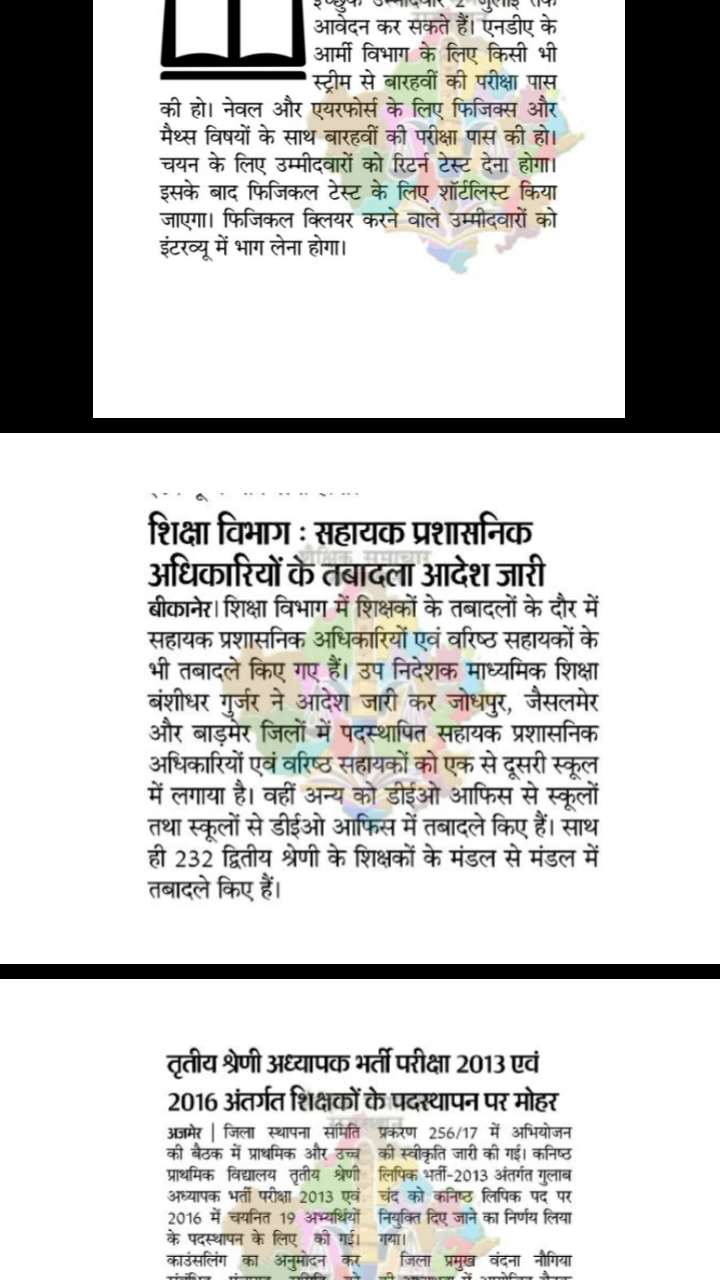 इच्छुक उम्मीदवार 2 जुलाई तक
आवेदन कर सकते हैं। एनडीए के
आर्मी विभाग के लिए किसी भी
स्ट्रीम से बारहवीं की परीक्षा पास
की हो। नेवल और एयरफोर्स के लिए फिजिक्स और
मैथ्स विषयों के साथ बारहवीं की परीक्षा पास की हो।
चयन के लिए उम्मीदवारों को रिटर्न टेस्ट देना होगा।
इसके बाद फिजिकल टेस्ट के लिए शॉर्टलिस्ट किया
जाएगा। फिजिकल क्लियर करने वाले उम्मीदवारों को
इंटरव्यू में भाग लेना होगा।
शिक्षा विभाग : सहायक प्रशासनिक
अधिकारियों के तबादला आदेश जारी
बीकानेर। शिक्षा विभाग में शिक्षकों के तबादलों के दौर में
सहायक प्रशासनिक अधिकारियों एवं वरिष्ठ सहायकों के
भी तबादले किए गए हैं। उप निदेशक माध्यमिक शिक्षा
बंशीधर गुर्जर ने आदेश जारी कर जोधपुर, जैसलमेर
और बाड़मेर जिलों में पदस्थापित सहायक प्रशासनिक
अधिकारियों एवं वरिष्ठ सहायकों को एक से दूसरी स्कूल
में लगाया है। वहीं अन्य को डीईओ आफिस से स्कूलों
तथा स्कूलों से डीईओ आफिस में तबादले किए हैं। साथ
ही 232 द्वितीय श्रेणी के शिक्षकों के मंडल से मंडल में
तबादले किए हैं।
तृतीय श्रेणी अध्यापक भर्ती परीक्षा 2013 एवं
2016 अंतर्गत शिक्षकों के पदस्थापन पर मोहर
अजमेर | जिला स्थापना समिति
की बैठक में प्राथमिक और उच्च
प्राथमिक विद्यालय तृतीय श्रेणी
अध्यापक भर्ती परीक्षा 2013 एवं
2016 में चयनित 19 अभ्यर्थियों
के पदस्थापन के लिए की गई।
काउंसलिंग का अनुमोदन कर
प्रकरण 256/17 में अभियोजन
की स्वीकृति जारी की गई। कनिष्ठ
लिपिक भर्ती-2013 अंतर्गत गुलाब
चंद को कनिष्ठ लिपिक पद पर
नियुक्ति दिए जाने का निर्णय लिया
गया।
जिला प्रमुख वंदना नौगिया